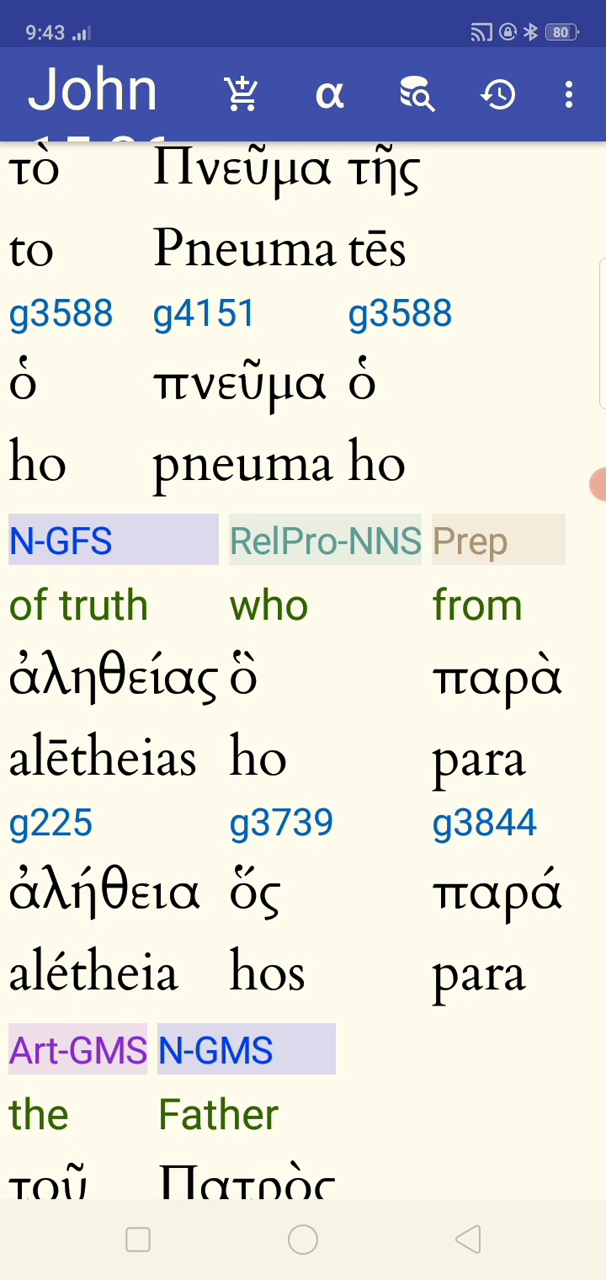 9:43 80
John
τὸ Πνεῦμα τῆς
to Pneuma tēs
g3588 g4151 g3588
ὁ πνεῦμα ὁ
ho pneuma ho
N-GFS RelPro-NNS Prep
of truth who from
ἀληθείας ὃ παρὰ
alētheias ho para
g225 g3739 g3844
ἀλήθεια ὅς παρά
alétheia hos para
Art-GMS N-GMS
the Father
τοῦ Πατρὸς